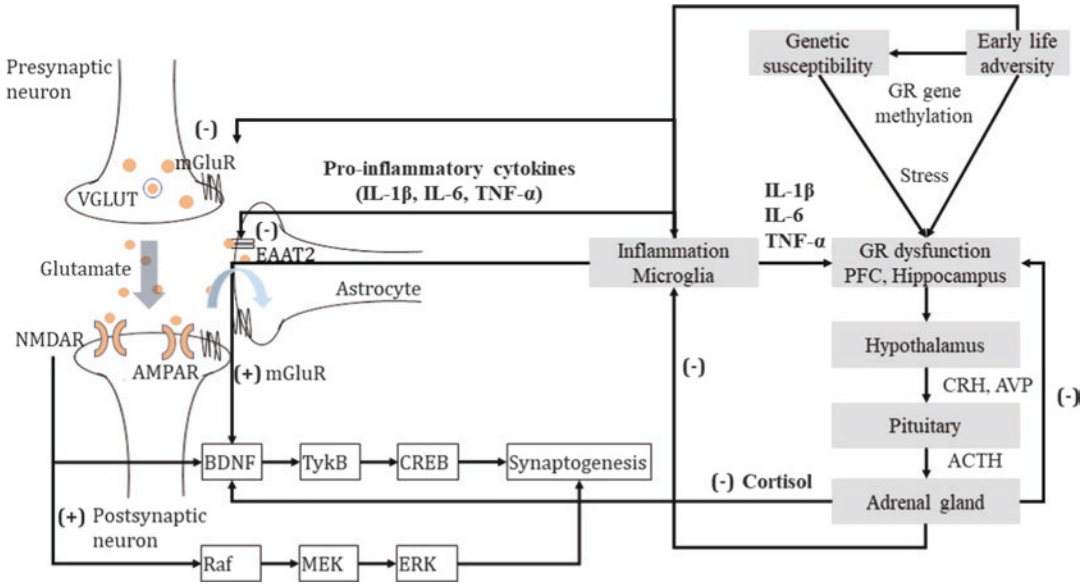 Presynaptic
neuron
(-)
mGluR
VGLUT
Glutamate
(-)
EAAT2
Astrocyte
NMDAR
AMPAR
(+) mGluR
Pro-inflammatory cytokines
(IL-1β, IL-6, TNF-α)
Genetic
susceptibility
Early life
adversity
GR gene
methylation
Stress
IL-1β
IL-6
TNF-α
Inflammation
Microglia
GR dysfunction
PFC, Hippocampus
Hypothalamus
CRH, AVP
(-)
(-)
Pituitary
ACTH
Adrenal gland
(-) Cortisol
BDNF
TykB
CREB
Synaptogenesis
(+) Postsynaptic
neuron
Raf
MEK
ERK